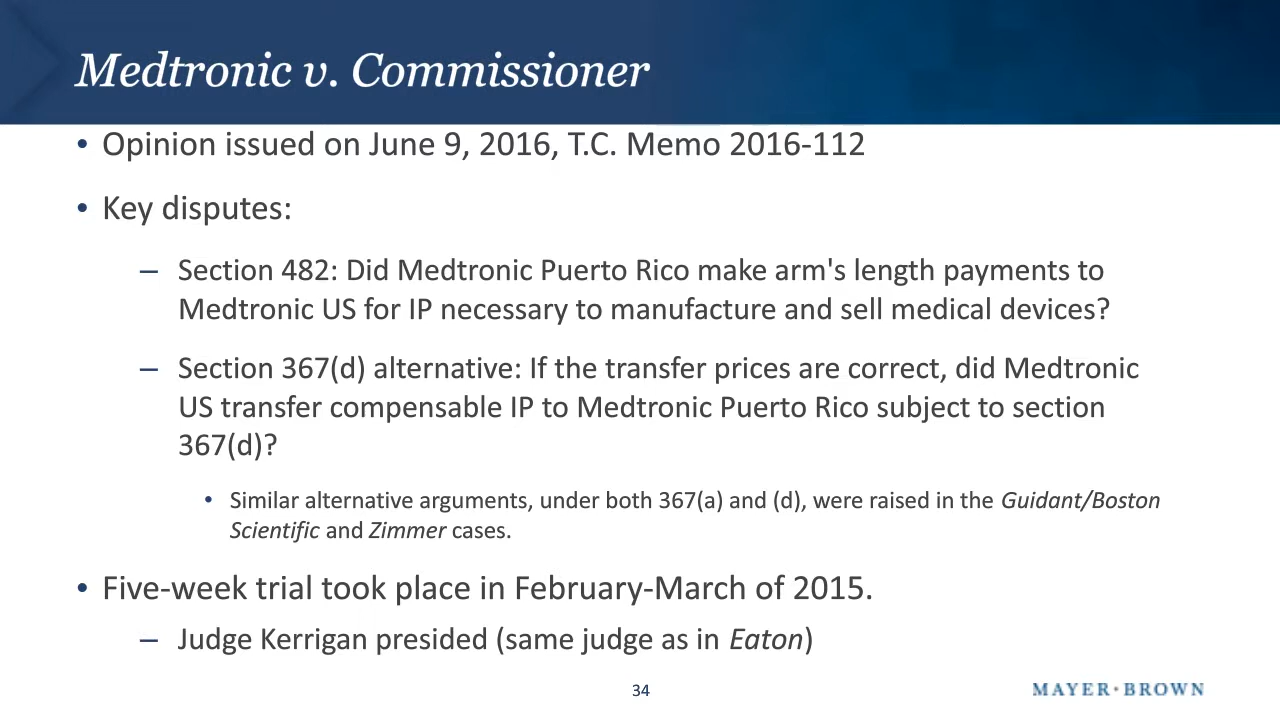 Medtronic v. Commissioner
• Opinion issued on June 9, 2016, T.C. Memo 2016-112
• Key disputes:
– Section 482: Did Medtronic Puerto Rico make arm's length payments to
Medtronic US for IP necessary to manufacture and sell medical devices?
– Section 367(d) alternative: If the transfer prices are correct, did Medtronic
US transfer compensable IP to Medtronic Puerto Rico subject to section
367(d)?
• Similar alternative arguments, under both 367(a) and (d), were raised in the Guidant/Boston
Scientific and Zimmer cases.
• Five-week trial took place in February-March of 2015.
– Judge Kerrigan presided (same judge as in Eaton)
34
MAYER•BROWN